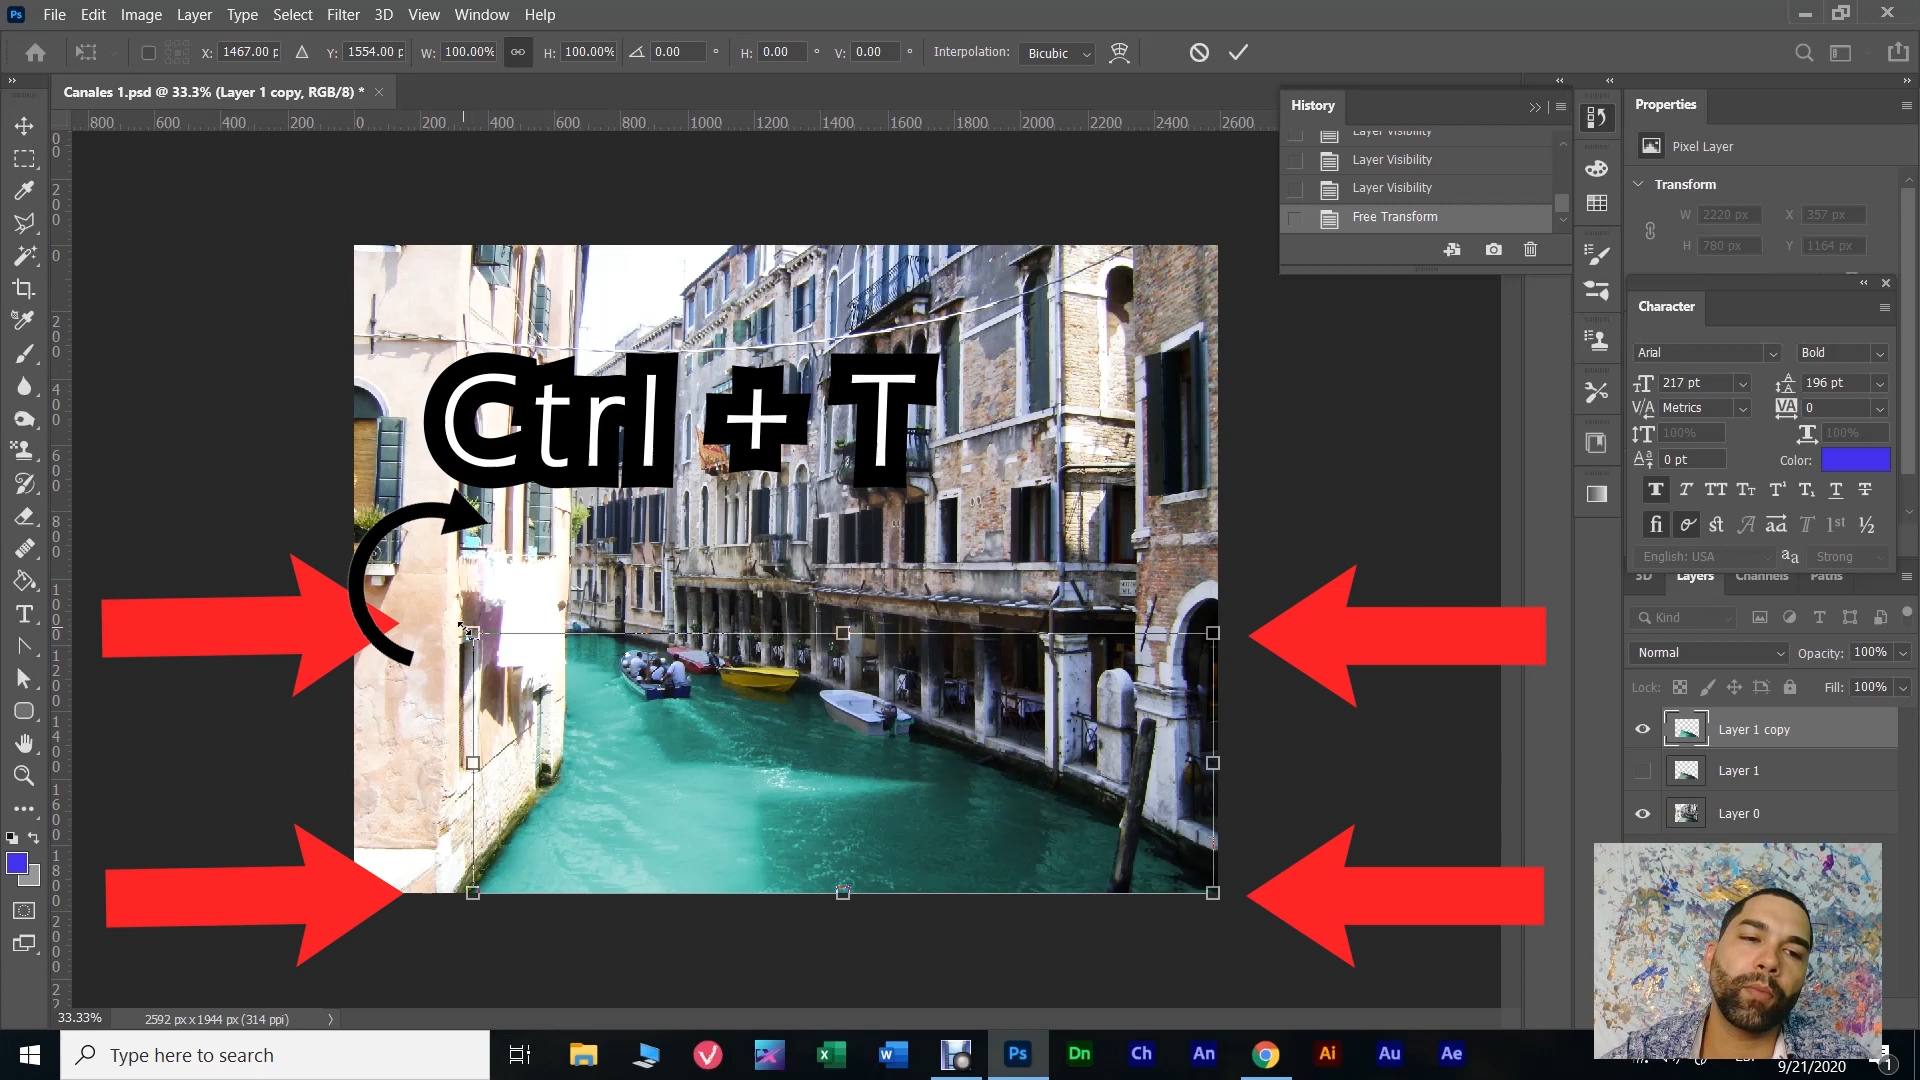 Ps File Edit Image Layer Type Select Filter 3D View Window Help
X: 1467.00 p Y: 1554.00 p W: 100.00% H: 100.00% 0.00 ° H: 0.00 ° V: 0.00 ° Interpolation: Bicubic
Canales 1.psd @ 33.3% (Layer 1 copy, RGB/8) * ×
800 600 400 200 0 200 400 600 800 1000 1200 1400 1600 1800 2000 2200 2400 2600
History
Layer Visibility
Layer Visibility
Layer Visibility
Free Transform
Properties
Pixel Layer
Transform
W 2220 px X 357 px
H 780 px Y 1164 px
Character
Arial Bold
217 pt 196 pt
Metrics 0
100% 100%
0 pt Color:
English: USA aa Strong
3D Layers Channels Paths
Kind
Normal Opacity: 100%
Lock: Fill: 100%
Layer 1 copy
Layer 1
Layer 0
Ctrl + T
33.33% 2592 px x 1944 px (314 ppi)
Type here to search
Ps Dn Ch An Ai Au Ae
9/21/2020
1